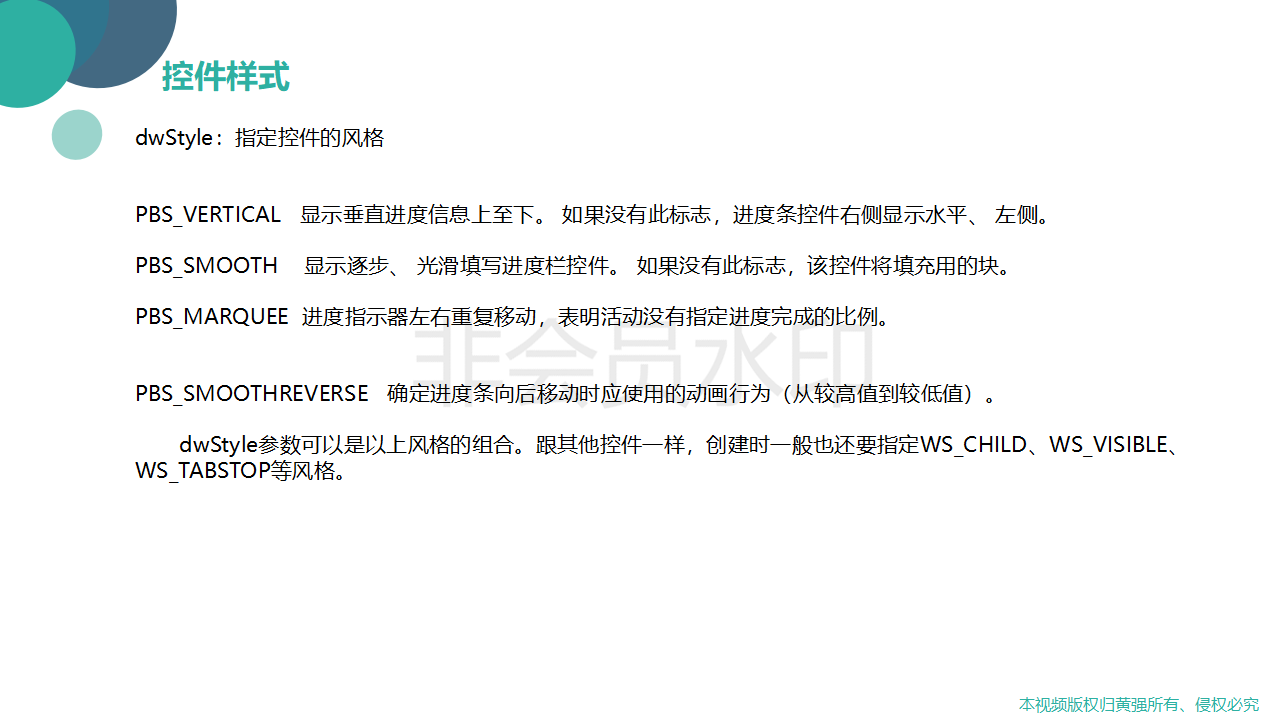 控件样式
dwStyle：指定控件的风格
PBS_VERTICAL 显示垂直进度信息上至下。 如果没有此标志，进度条控件右侧显示水平、 左侧。
PBS_SMOOTH 显示逐步、 光滑填写进度栏控件。 如果没有此标志，该控件将填充用的块。
PBS_MARQUEE 进度指示器左右重复移动，表明活动没有指定进度完成的比例。
非会员水印
PBS_SMOOTHREVERSE 确定进度条向后移动时应使用的动画行为（从较高值到较低值）。
dwStyle参数可以是以上风格的组合。跟其他控件一样，创建时一般也还要指定WS_CHILD、WS_VISIBLE、
WS_TABSTOP等风格。
本视频版权归黄强所有、侵权必究